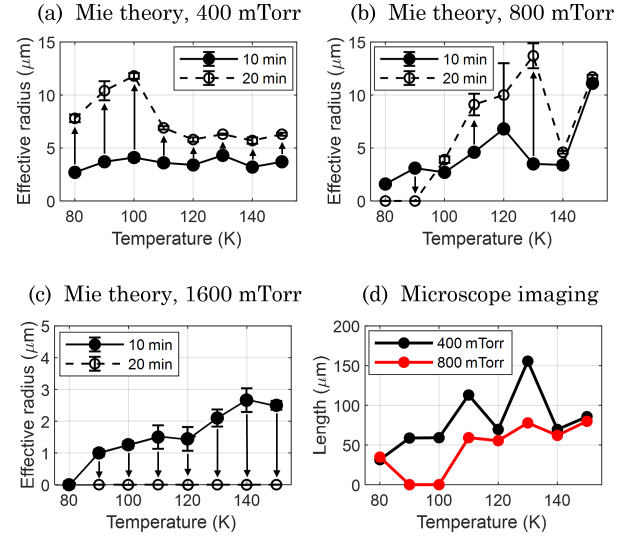 (a) Mie theory, 400 mTorr
Effective radius (μm)
15
10
5
0
10 min
20 min
80 100 120 140
Temperature (K)
(b) Mie theory, 800 mTorr
Effective radius (μm)
15
10
5
0
10 min
20 min
80 100 120 140
Temperature (K)
(c) Mie theory, 1600 mTorr
Effective radius (μm)
5
4
3
2
1
0
10 min
20 min
80 100 120 140
Temperature (K)
(d) Microscope imaging
Length (μm)
200
150
100
50
0
400 mTorr
800 mTorr
80 100 120 140
Temperature (K)